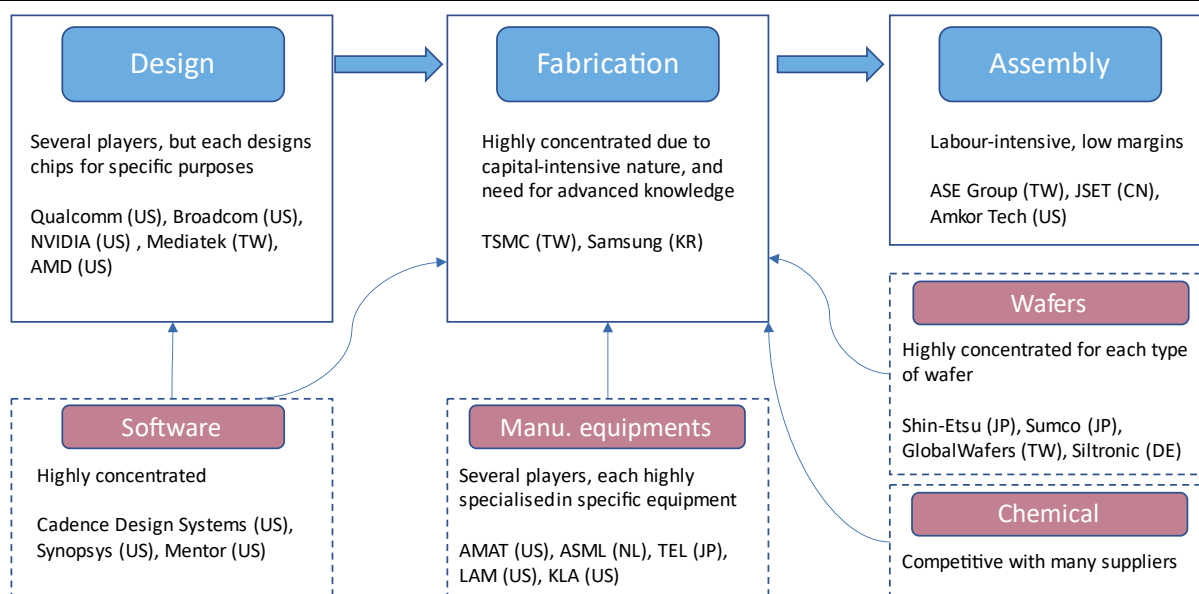 Design
Several players, but each designs
chips for specific purposes
Qualcomm (US), Broadcom (US),
NVIDIA (US) , Mediatek (TW),
AMD (US)
Fabrication
Highly concentrated due to
capital-intensive nature, and
need for advanced knowledge
TSMC (TW), Samsung (KR)
Assembly
Labour-intensive, low margins
ASE Group (TW), JSET (CN),
Amkor Tech (US)
Software
Highly concentrated
Cadence Design Systems (US),
Synopsys (US), Mentor (US)
Manu. equipments
Several players, each highly
specialised in specific equipment
AMAT (US), ASML (NL), TEL (JP),
LAM (US), KLA (US)
Wafers
Highly concentrated for each type
of wafer
Shin-Etsu (JP), Sumco (JP),
GlobalWafers (TW), Siltronic (DE)
Chemical
Competitive with many suppliers